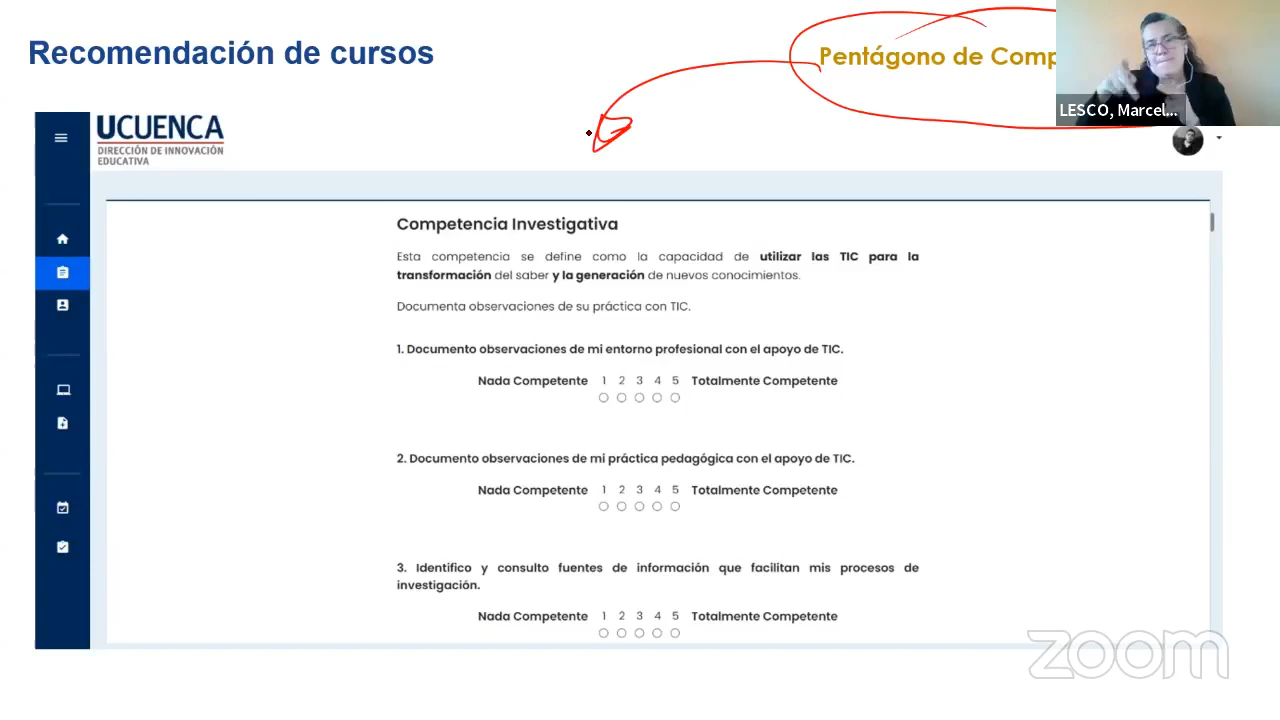 Recomendación de cursos
Pentágono de Comp
LESCO, Marcel...
UCUENCA
DIRECCIÓN DE INNOVACIÓN
EDUCATIVA
Competencia Investigativa
Esta competencia se define como la capacidad de utilizar las TIC para la
transformación del saber y la generación de nuevos conocimientos.
Documenta observaciones de su práctica con TIC.
1. Documento observaciones de mi entorno profesional con el apoyo de TIC.
Nada Competente 1 2 3 4 5 Totalmente Competente
2. Documento observaciones de mi práctica pedagógica con el apoyo de TIC.
Nada Competente 1 2 3 4 5 Totalmente Competente
3. Identifico y consulto fuentes de información que facilitan mis procesos de
investigación.
Nada Competente 1 2 3 4 5 Totalmente Competente
zoom